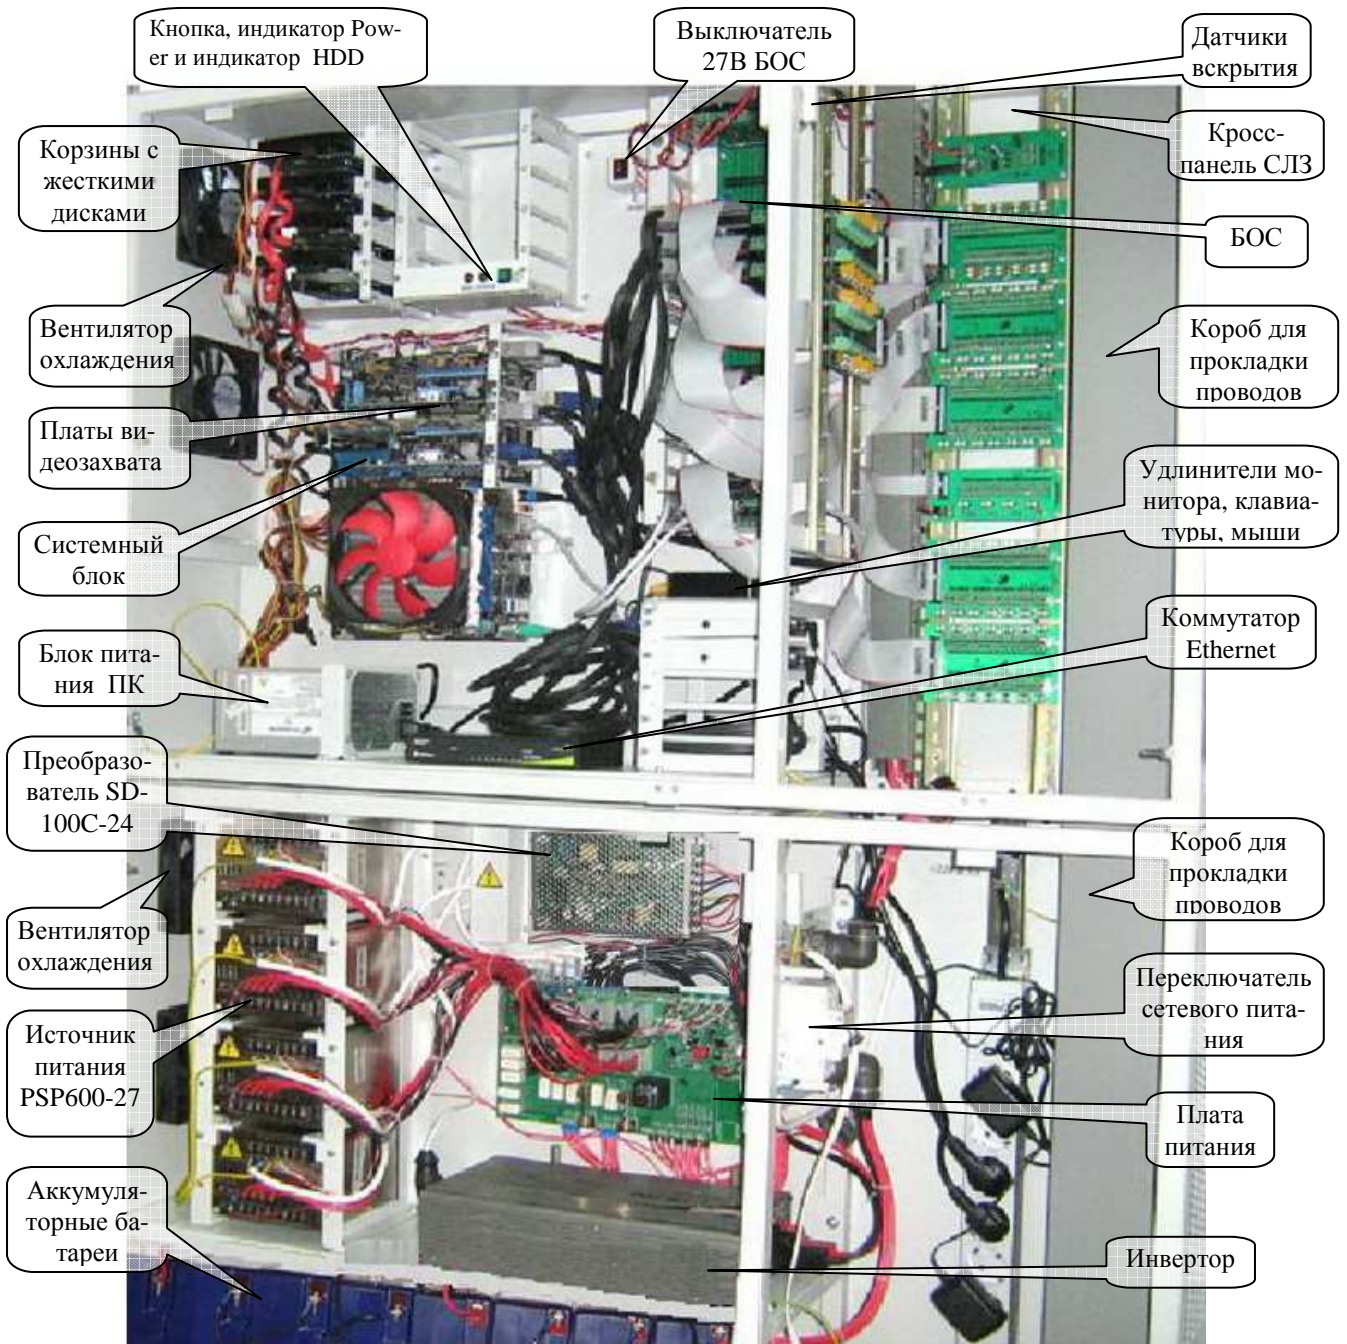 Кнопка, индикатор Pow-
er и индикатор HDD
Выключатель
27В БОС
Датчики
вскрытия
Корзины с
жесткими
дисками
Кросс-
панель СЛЗ
БОС
Вентилятор
охлаждения
Короб для
прокладки
проводов
Платы ви-
деозахвата
Удлинители мо-
нитора, клавиа-
туры, мыши
Системный
блок
Коммутатор
Ethernet
Блок пита-
ния ПК
Преобразо-
ватель SD-
100C-24
Короб для
прокладки
проводов
Вентилятор
охлаждения
Переключатель
сетевого пита-
ния
Источник
питания
PSP600-27
Плата
питания
Аккумуля-
торные ба-
тареи
Инвертор